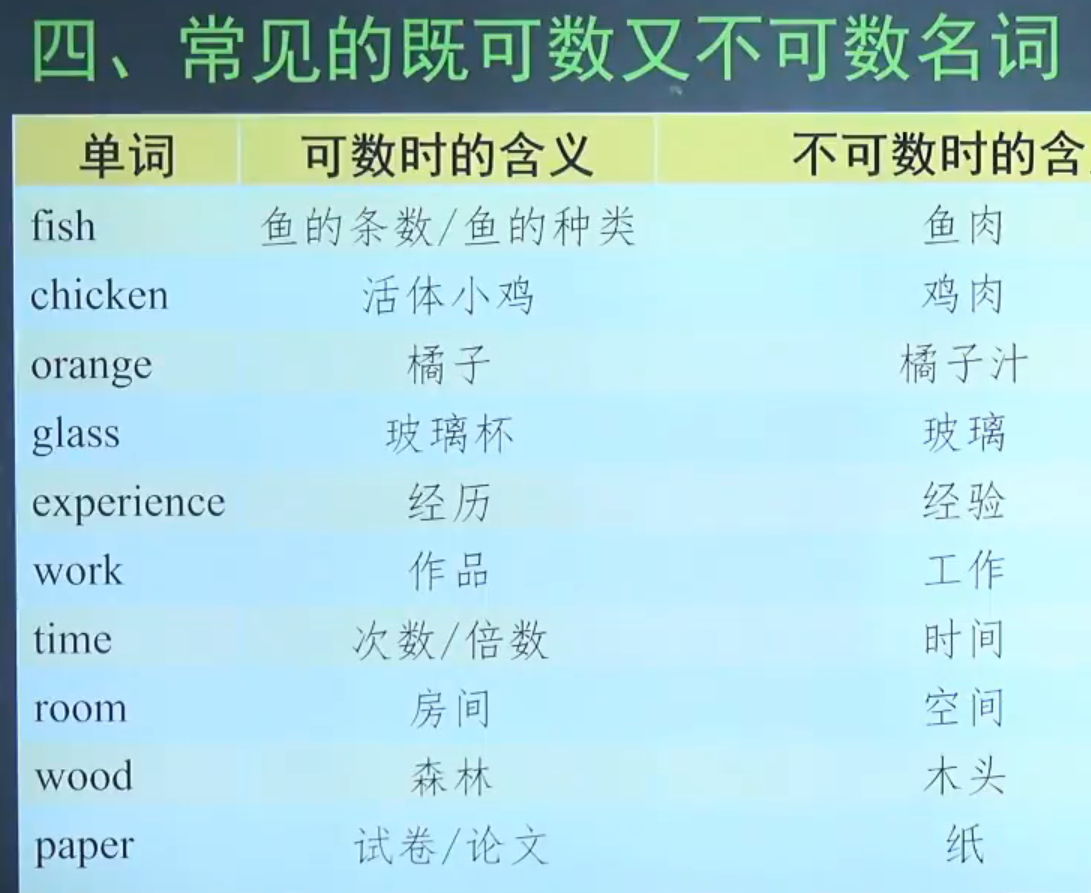 四、常见的既可数又不可数名词
单词 可数时的含义 不可数时的含
fish 鱼的条数/鱼的种类 鱼肉
chicken 活体小鸡 鸡肉
orange 橘子 橘子汁
glass 玻璃杯 玻璃
experience 经历 经验
work 作品 工作
time 次数/倍数 时间
room 房间 空间
wood 森林 木头
paper 试卷/论文 纸